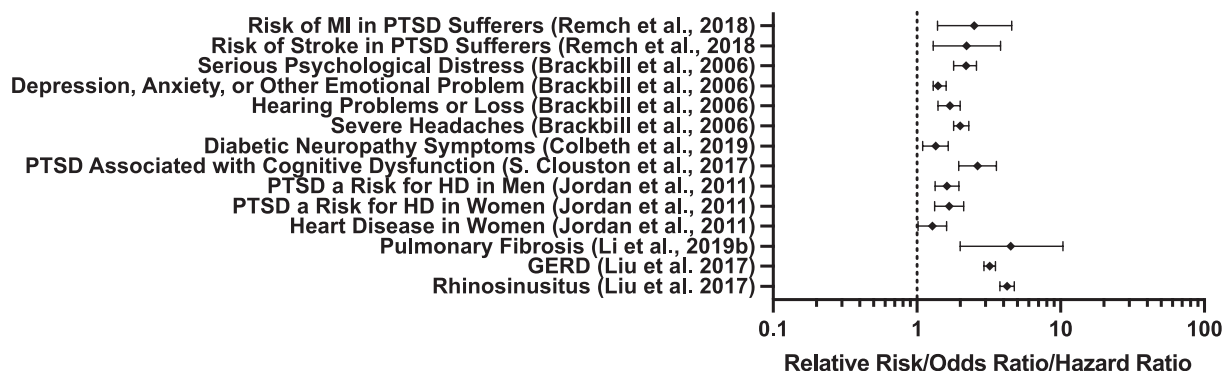 Risk of MI in PTSD Sufferers (Remch et al., 2018)
Risk of Stroke in PTSD Sufferers (Remch et al., 2018
Serious Psychological Distress (Brackbill et al., 2006)
Depression, Anxiety, or Other Emotional Problem (Brackbill et al., 2006)
Hearing Problems or Loss (Brackbill et al., 2006)
Severe Headaches (Brackbill et al., 2006)
Diabetic Neuropathy Symptoms (Colbeth et al., 2019)
PTSD Associated with Cognitive Dysfunction (S. Clouston et al., 2017)
PTSD a Risk for HD in Men (Jordan et al., 2011)
PTSD a Risk for HD in Women (Jordan et al., 2011)
Heart Disease in Women (Jordan et al., 2011)
Pulmonary Fibrosis (Li et al., 2019b)
GERD (Liu et al. 2017)
Rhinosinusitus (Liu et al. 2017)
0.1 1 10 100
Relative Risk/Odds Ratio/Hazard Ratio